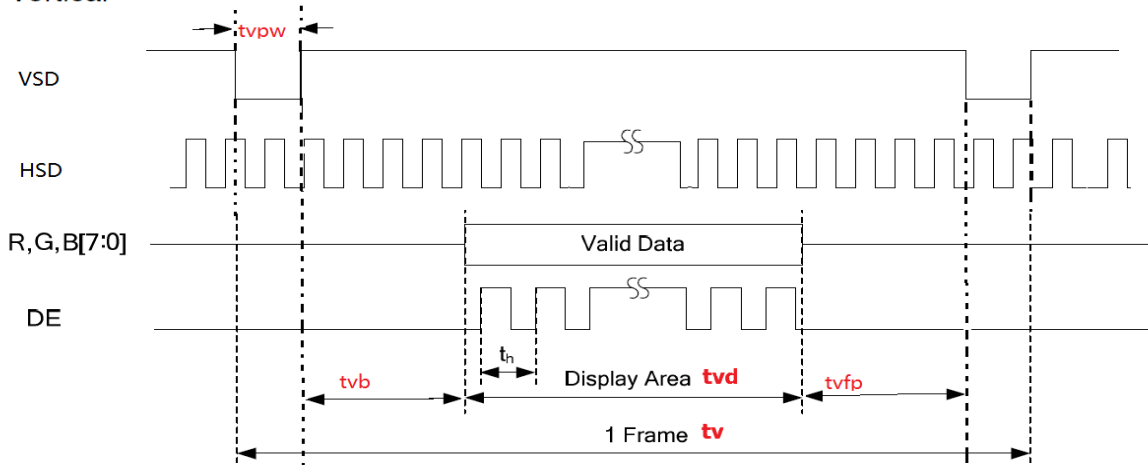 tvpw
VSD
HSD
R,G,B[7:0]
Valid Data
DE
th
tvb
Display Area tvd
tvfp
1 Frame tv